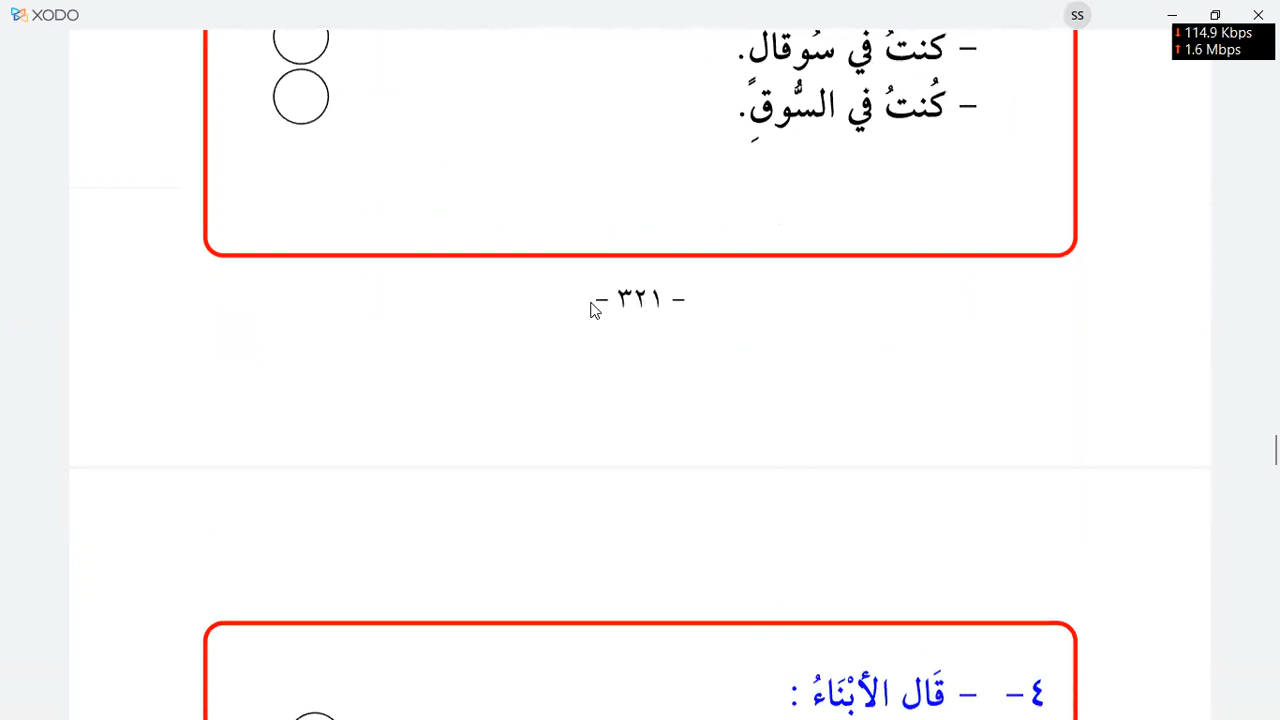 XODO
SS
↓ 114.9 Kbps
↑ 1.6 Mbps
– كنتُ في سُوقال.
– كُنتُ في السُّوقًِ.
– ٣٢١ –
٤- – قَال الأبْنَاءُ :